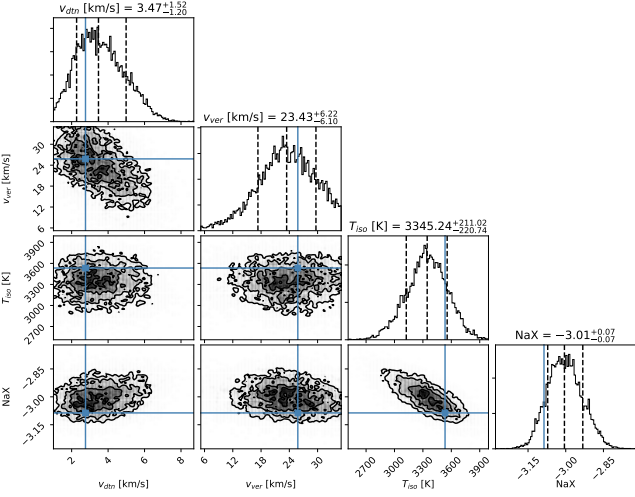 v_dtn [km/s] = 3.47^{+1.52}_{-1.20}
v_ver [km/s] = 23.43^{+6.22}_{-6.10}
T_iso [K] = 3345.24^{+211.02}_{-220.74}
NaX = −3.01^{+0.07}_{-0.07}
v_ver [km/s]
30
24
18
12
6
T_iso [K]
3900
3600
3300
3000
2700
NaX
−2.85
−3.00
−3.15
2 4 6 8
v_dtn [km/s]
6 12 18 24 30
v_ver [km/s]
2700 3000 3300 3600 3900
T_iso [K]
−3.15 −3.00 −2.85
NaX